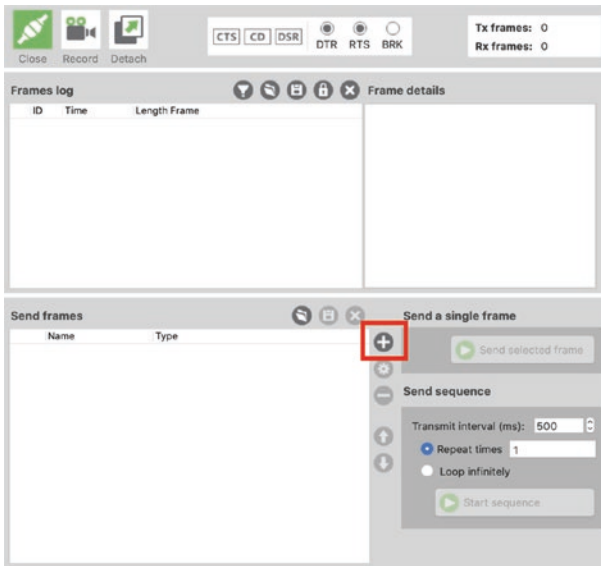 CTS CD DSR
DTR RTS BRK
Tx frames: 0
Rx frames: 0
Close Record Detach
Frames log
Frame details
ID Time Length Frame
Send frames
Send a single frame
Name Type
Send selected frame
Send sequence
Transmit interval (ms): 500
Repeat times 1
Loop infinitely
Start sequence